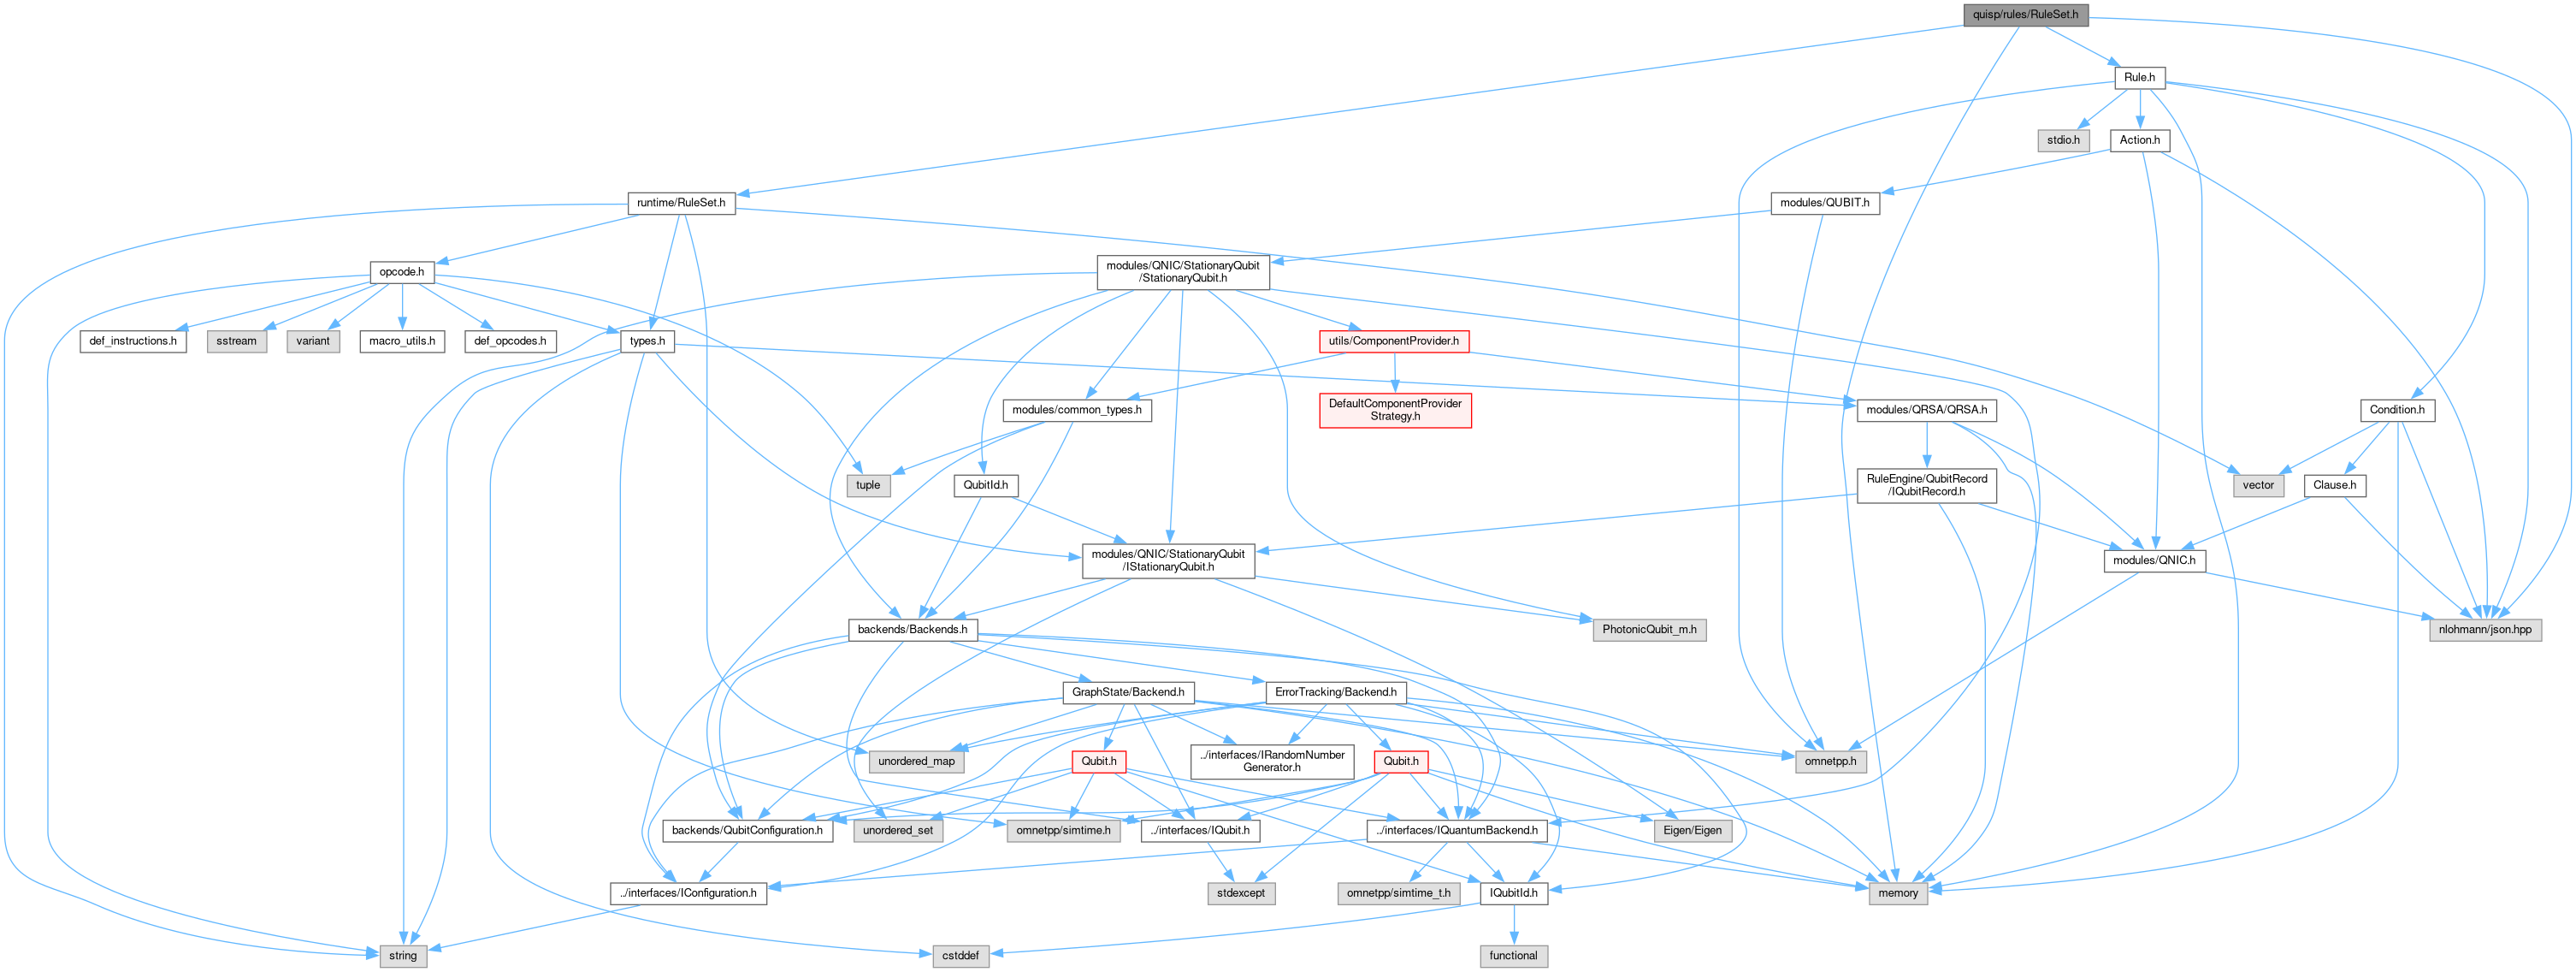 quisp/rules/RuleSet.h
Rule.h
stdio.h
Action.h
runtime/RuleSet.h
modules/QUBIT.h
opcode.h
modules/QNIC/StationaryQubit
/StationaryQubit.h
def_instructions.h
sstream
variant
macro_utils.h
def_opcodes.h
types.h
utils/ComponentProvider.h
modules/common_types.h
DefaultComponentProvider
Strategy.h
modules/QRSA/QRSA.h
Condition.h
tuple
QubitId.h
RuleEngine/QubitRecord
/IQubitRecord.h
vector
Clause.h
modules/QNIC/StationaryQubit
/IStationaryQubit.h
modules/QNIC.h
backends/Backends.h
PhotonicQubit_m.h
nlohmann/json.hpp
GraphState/Backend.h
ErrorTracking/Backend.h
unordered_map
Qubit.h
../interfaces/IRandomNumber
Generator.h
Qubit.h
omnetpp.h
backends/QubitConfiguration.h
unordered_set
omnetpp/simtime.h
../interfaces/IQubit.h
../interfaces/IQuantumBackend.h
Eigen/Eigen
../interfaces/IConfiguration.h
stdexcept
omnetpp/simtime_t.h
IQubitId.h
memory
string
cstddef
functional